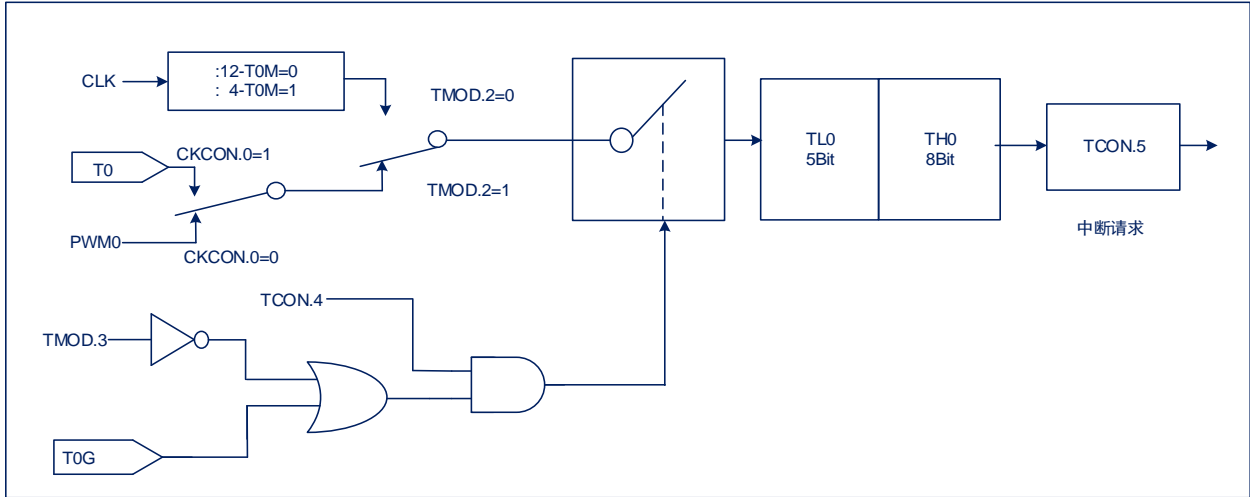 CLK
:12-T0M=0
: 4-T0M=1
TMOD.2=0
T0
CKCON.0=1
TMOD.2=1
PWM0
CKCON.0=0
TL0
5Bit
TH0
8Bit
TCON.5
中断请求
TCON.4
TMOD.3
T0G